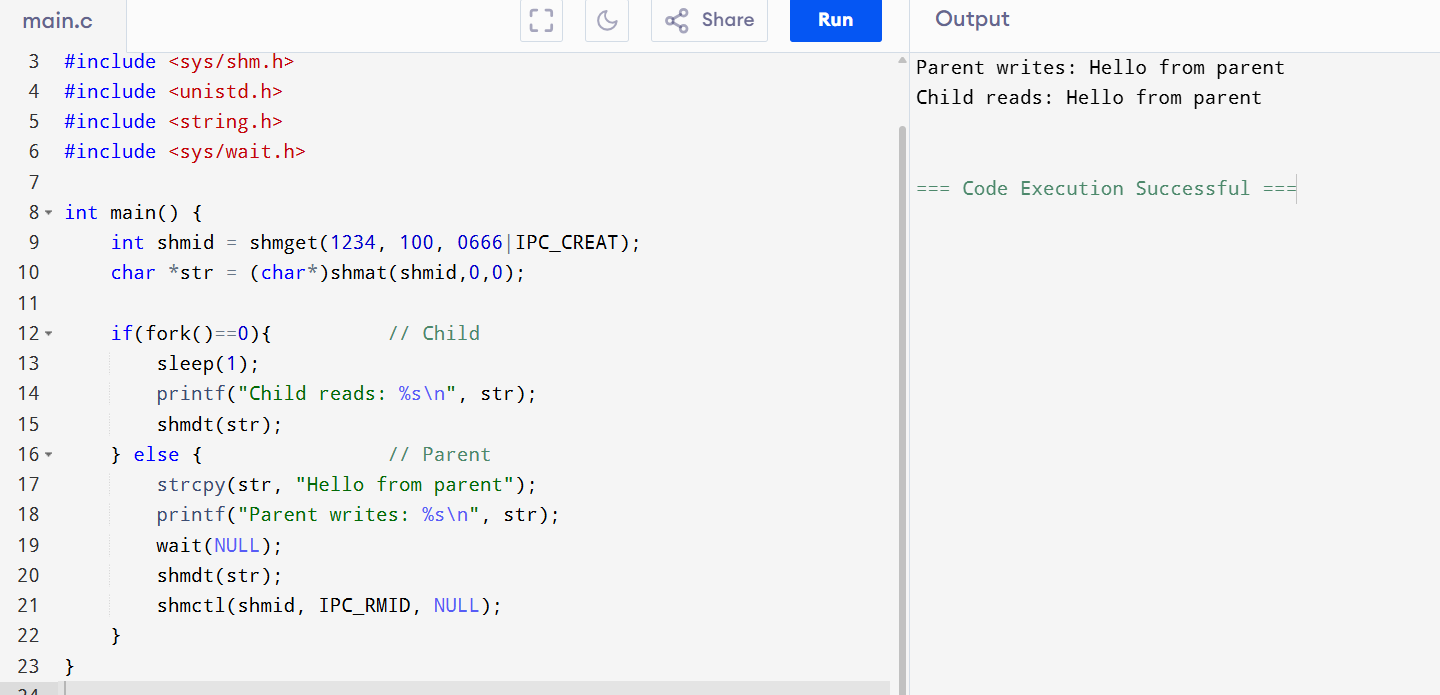 main.c
Share
Run
Output
3 #include <sys/shm.h>
4 #include <unistd.h>
5 #include <string.h>
6 #include <sys/wait.h>
7
8 int main() {
9     int shmid = shmget(1234, 100, 0666|IPC_CREAT);
10     char *str = (char*)shmat(shmid,0,0);
11
12     if(fork()==0){          // Child
13         sleep(1);
14         printf("Child reads: %s\n", str);
15         shmdt(str);
16     } else {                // Parent
17         strcpy(str, "Hello from parent");
18         printf("Parent writes: %s\n", str);
19         wait(NULL);
20         shmdt(str);
21         shmctl(shmid, IPC_RMID, NULL);
22     }
23 }
24
Parent writes: Hello from parent
Child reads: Hello from parent
=== Code Execution Successful ===